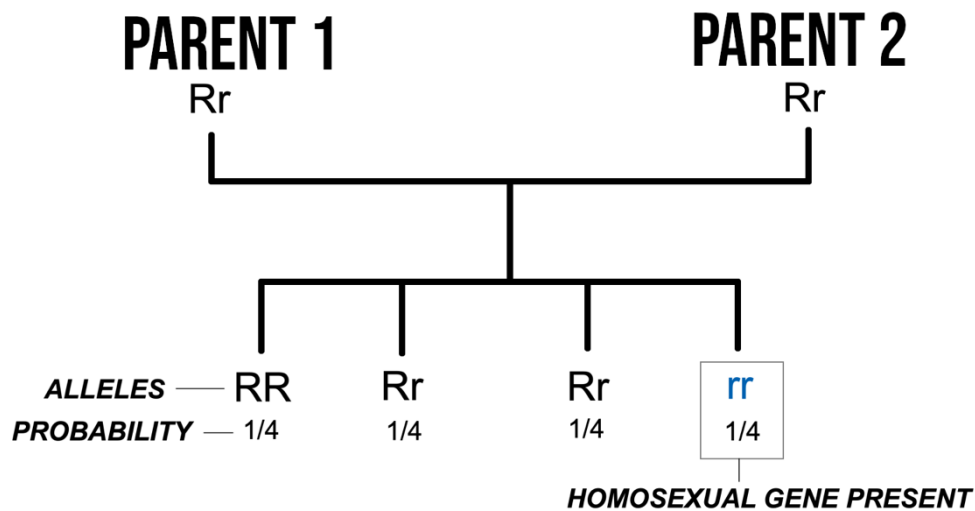 PARENT 1
PARENT 2
Rr
Rr
ALLELES
RR
Rr
Rr
rr
PROBABILITY
1/4
1/4
1/4
1/4
HOMOSEXUAL GENE PRESENT